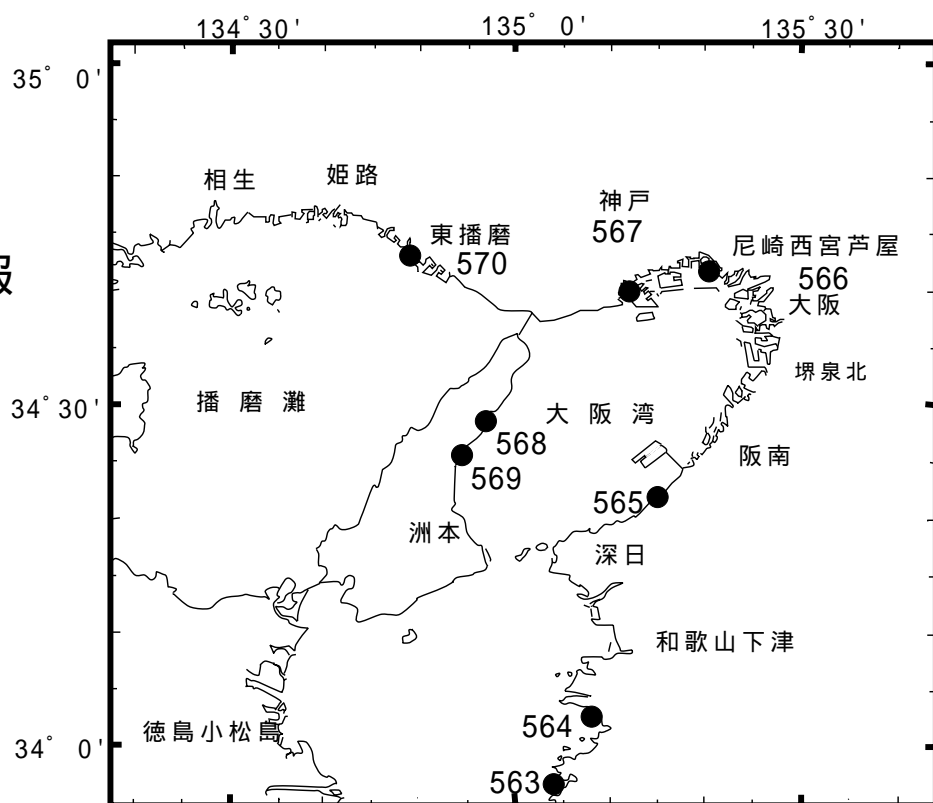 134°30'
135° 0'
135°30'
35° 0'
相生
姫路
神戸
567
東播磨
570
尼崎西宮芦屋
566
報
大阪
堺泉北
34°30'
播磨灘
大阪湾
568
阪南
569
565
洲本
深日
和歌山下津
徳島小松島
564
34° 0'
563